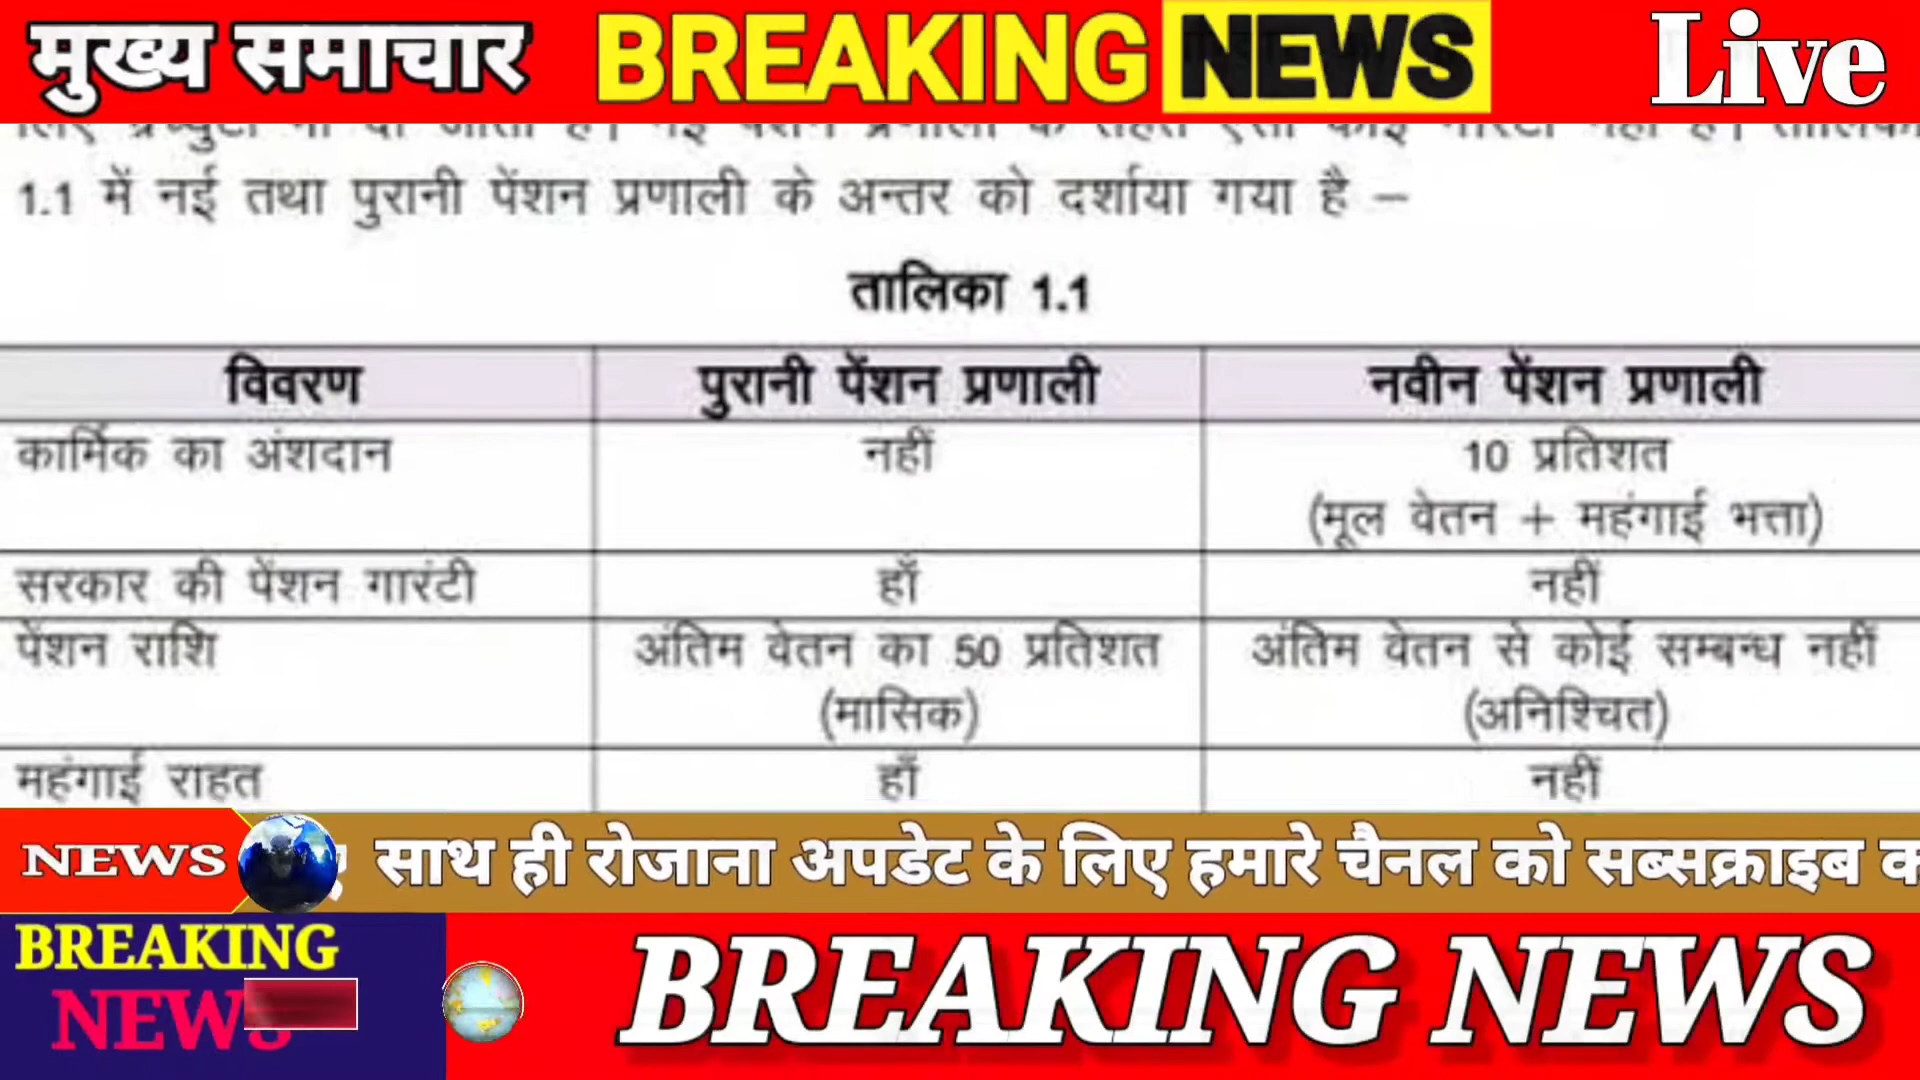 मुख्य समाचार BREAKING NEWS Live
1.1 में नई तथा पुरानी पेंशन प्रणाली के अन्तर को दर्शाया गया है –
तालिका 1.1
विवरण पुरानी पेंशन प्रणाली नवीन पेंशन प्रणाली
कार्मिक का अंशदान नहीं 10 प्रतिशत
(मूल वेतन + महंगाई भत्ता)
सरकार की पेंशन गारंटी हाँ नहीं
पेंशन राशि अंतिम वेतन का 50 प्रतिशत अंतिम वेतन से कोई सम्बन्ध नहीं
(मासिक) (अनिश्चित)
महंगाई राहत हाँ नहीं
NEWS साथ ही रोजाना अपडेट के लिए हमारे चैनल को सब्सक्राइब
BREAKING
NEWS
BREAKING NEWS